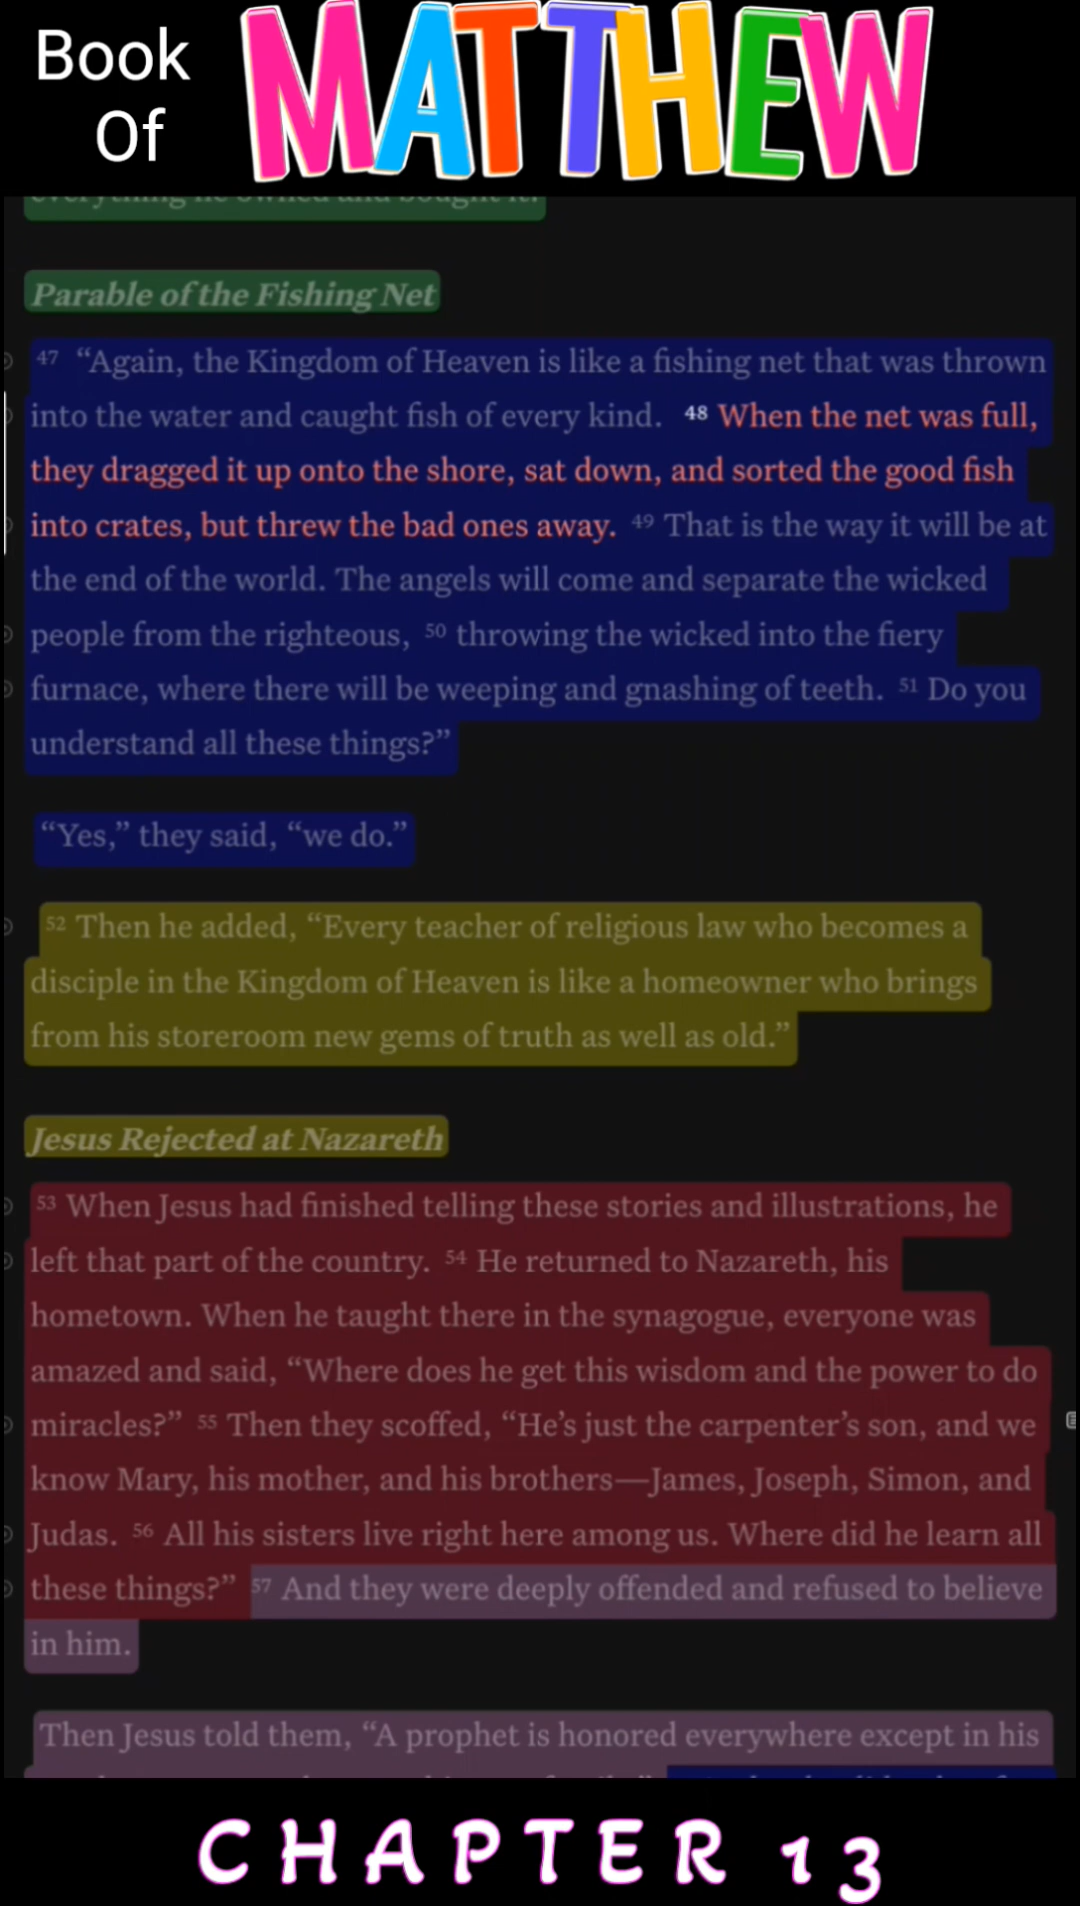 Book
Of
MATTHEW
everything he owned and bought it.
Parable of the Fishing Net
47 “Again, the Kingdom of Heaven is like a fishing net that was thrown
into the water and caught fish of every kind. 48 When the net was full,
they dragged it up onto the shore, sat down, and sorted the good fish
into crates, but threw the bad ones away. 49 That is the way it will be at
the end of the world. The angels will come and separate the wicked
people from the righteous, 50 throwing the wicked into the fiery
furnace, where there will be weeping and gnashing of teeth. 51 Do you
understand all these things?”
“Yes,” they said, “we do.”
52 Then he added, “Every teacher of religious law who becomes a
disciple in the Kingdom of Heaven is like a homeowner who brings
from his storeroom new gems of truth as well as old.”
Jesus Rejected at Nazareth
53 When Jesus had finished telling these stories and illustrations, he
left that part of the country. 54 He returned to Nazareth, his
hometown. When he taught there in the synagogue, everyone was
amazed and said, “Where does he get this wisdom and the power to do
miracles?” 55 Then they scoffed, “He’s just the carpenter’s son, and we
know Mary, his mother, and his brothers—James, Joseph, Simon, and
Judas. 56 All his sisters live right here among us. Where did he learn all
these things?” 57 And they were deeply offended and refused to believe
in him.
Then Jesus told them, “A prophet is honored everywhere except in his
CHAPTER 13